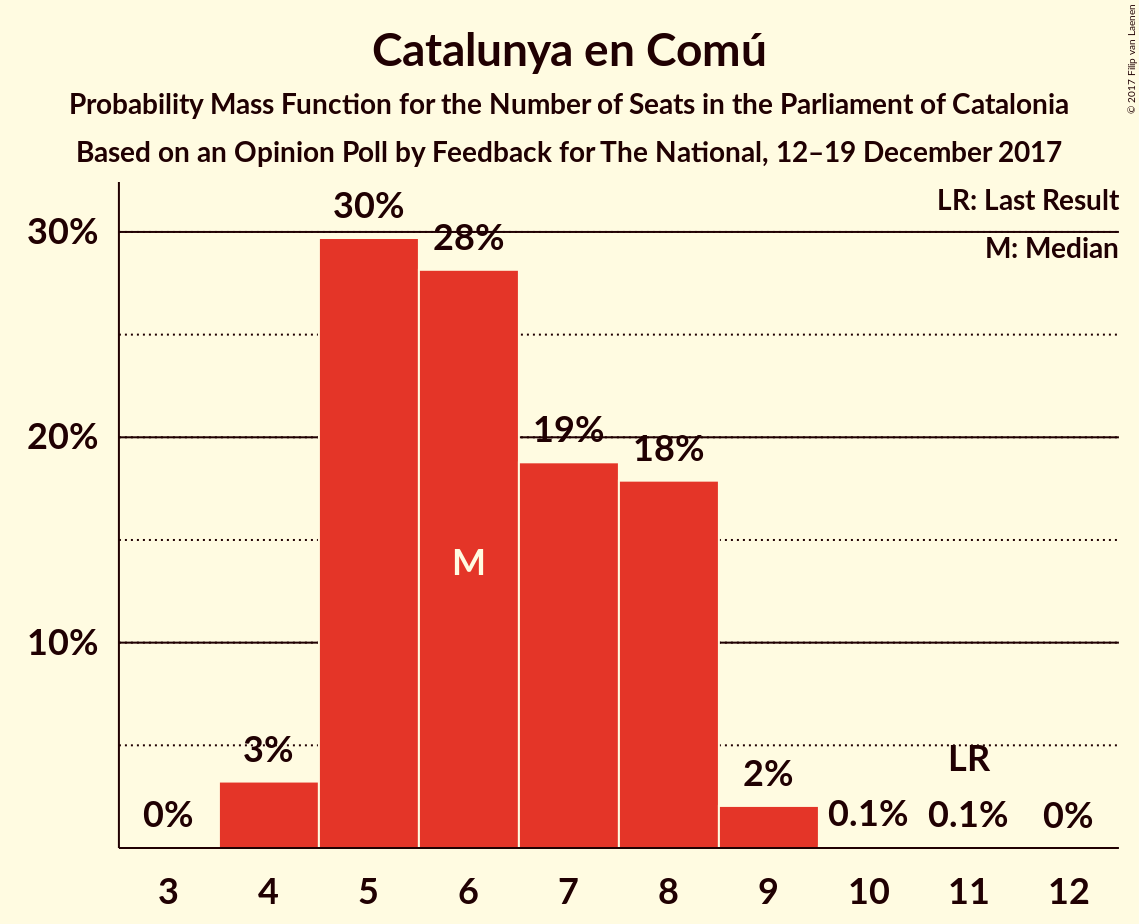 Catalunya en Comú
Probability Mass Function for the Number of Seats in the Parliament of Catalonia
Based on an Opinion Poll by Feedback for The National, 12–19 December 2017
© 2017 Filip van Laenen
LR: Last Result
M: Median
30%
20%
10%
0%
3%
30%
28%
19%
18%
2%
0.1%
0.1%
0%
M
LR
3 4 5 6 7 8 9 10 11 12